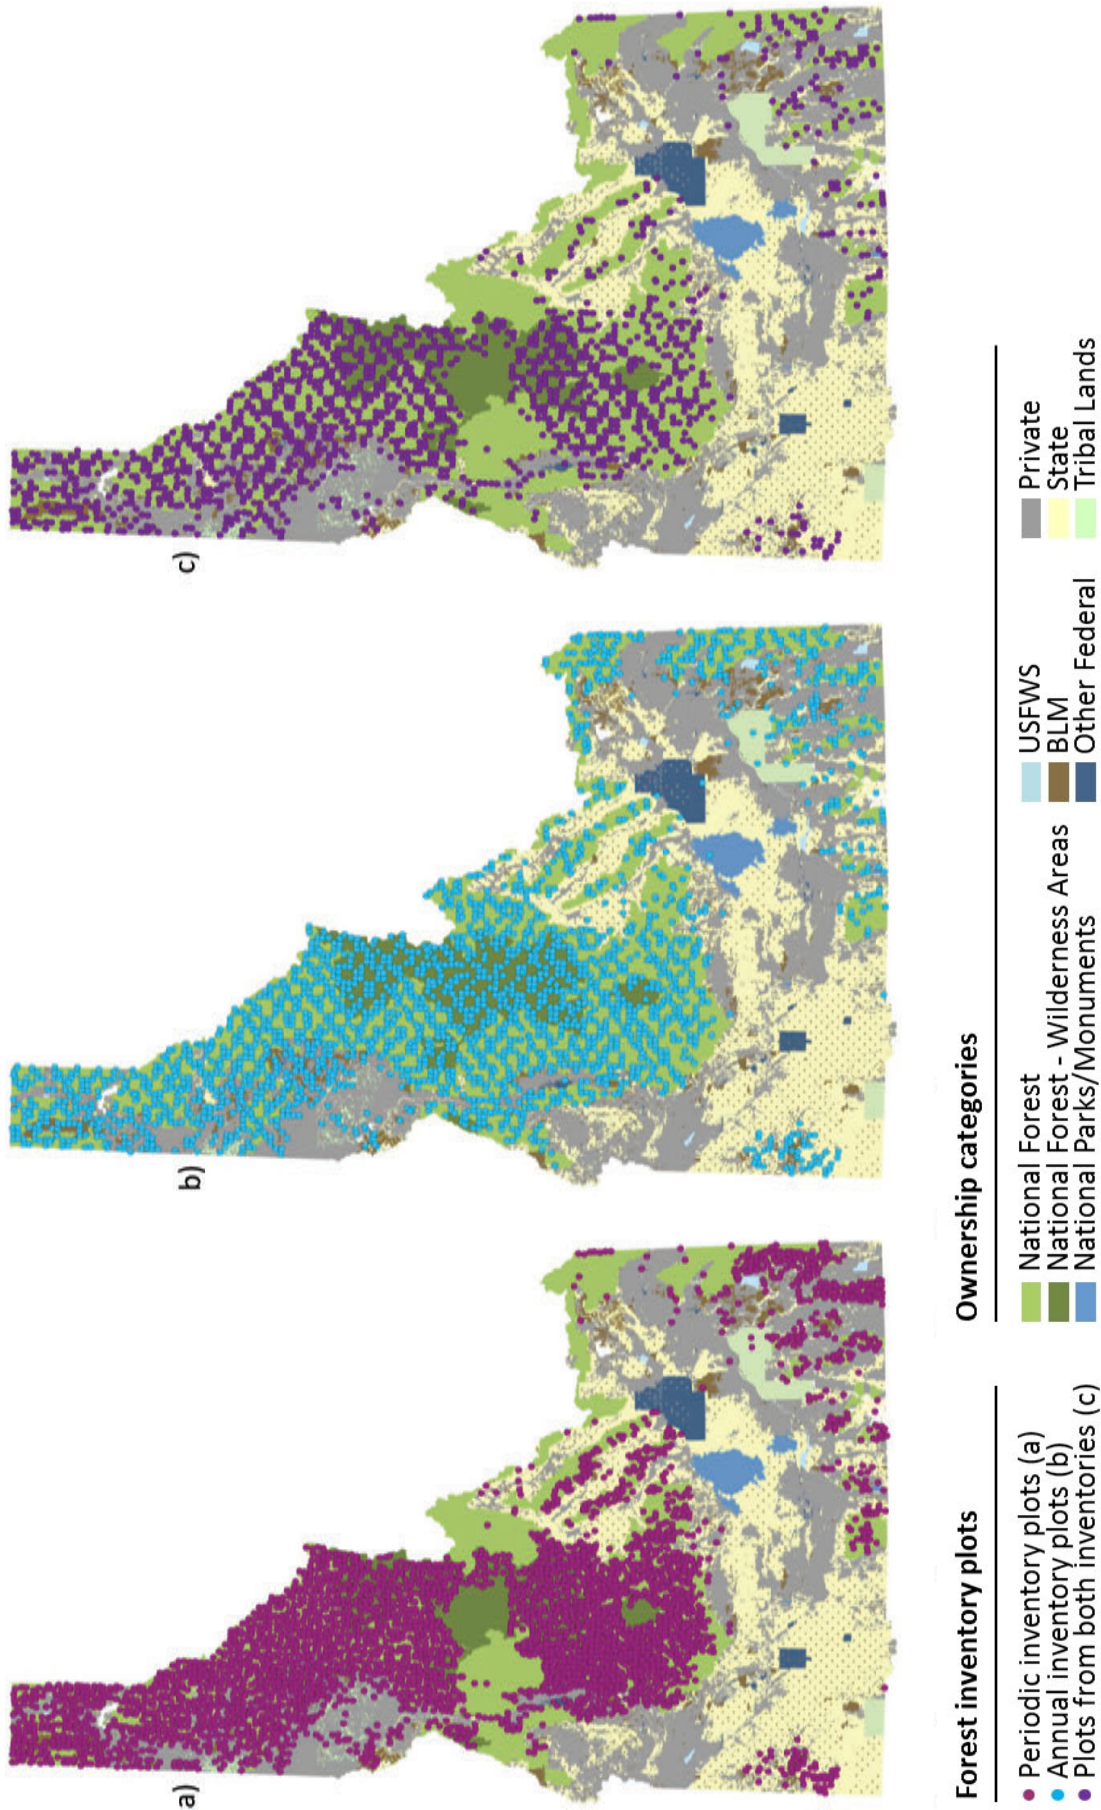 a)
b)
c)
Forest inventory plots
Periodic inventory plots (a)
Annual inventory plots (b)
Plots from both inventories (c)
Ownership categories
National Forest
National Forest - Wilderness Areas
National Parks/Monuments
USFWS
BLM
Other Federal
Private
State
Tribal Lands